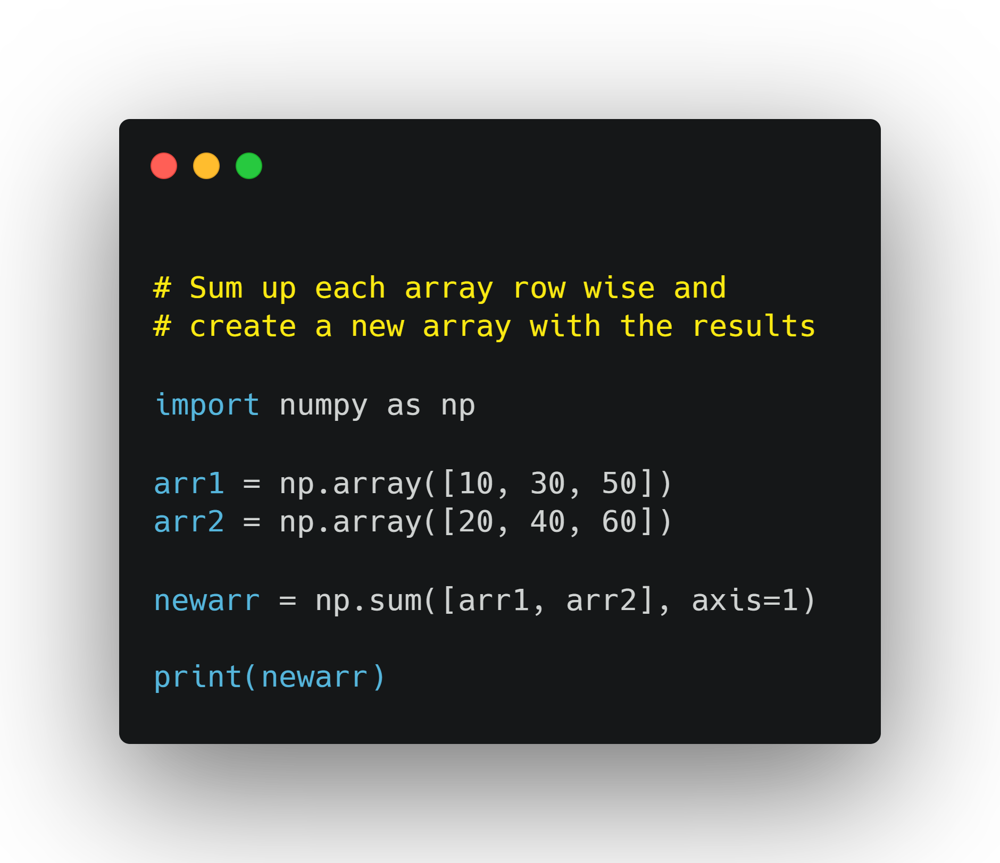 # Sum up each array row wise and
# create a new array with the results
import numpy as np
arr1 = np.array([10, 30, 50])
arr2 = np.array([20, 40, 60])
newarr = np.sum([arr1, arr2], axis=1)
print(newarr)